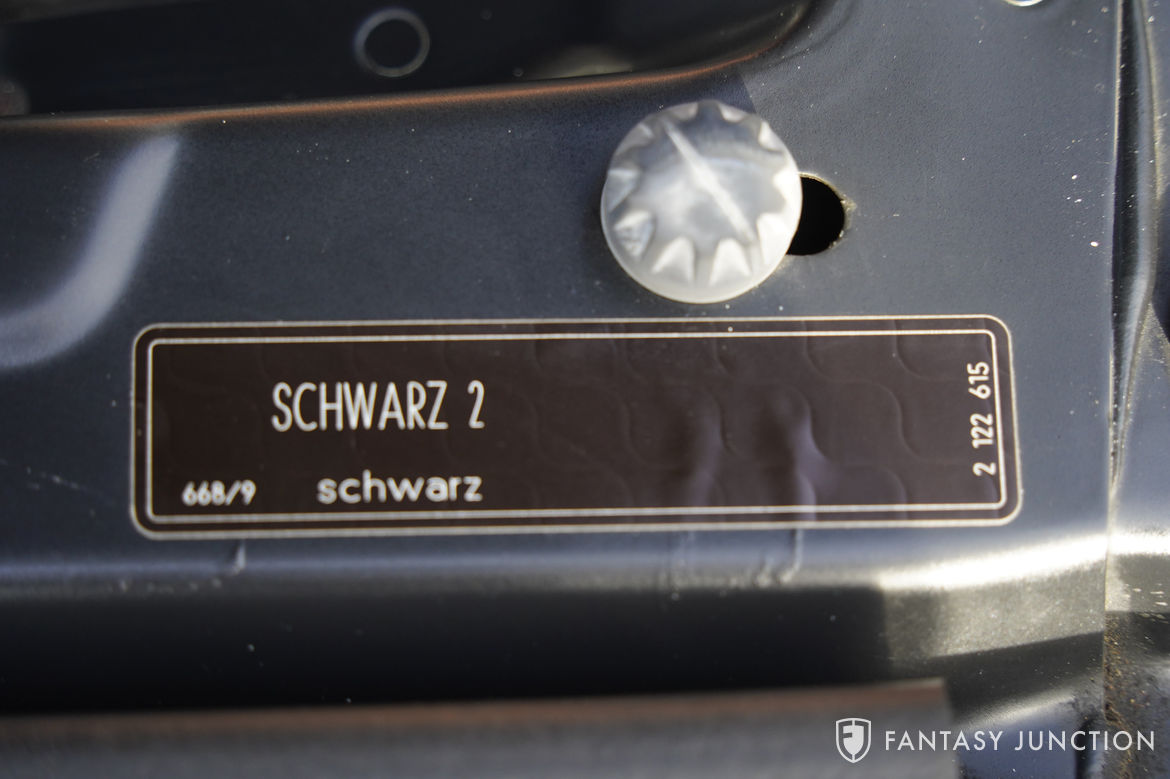 SCHWARZ 2
668/9 schwarz
2 122 615
FANTASY JUNCTION